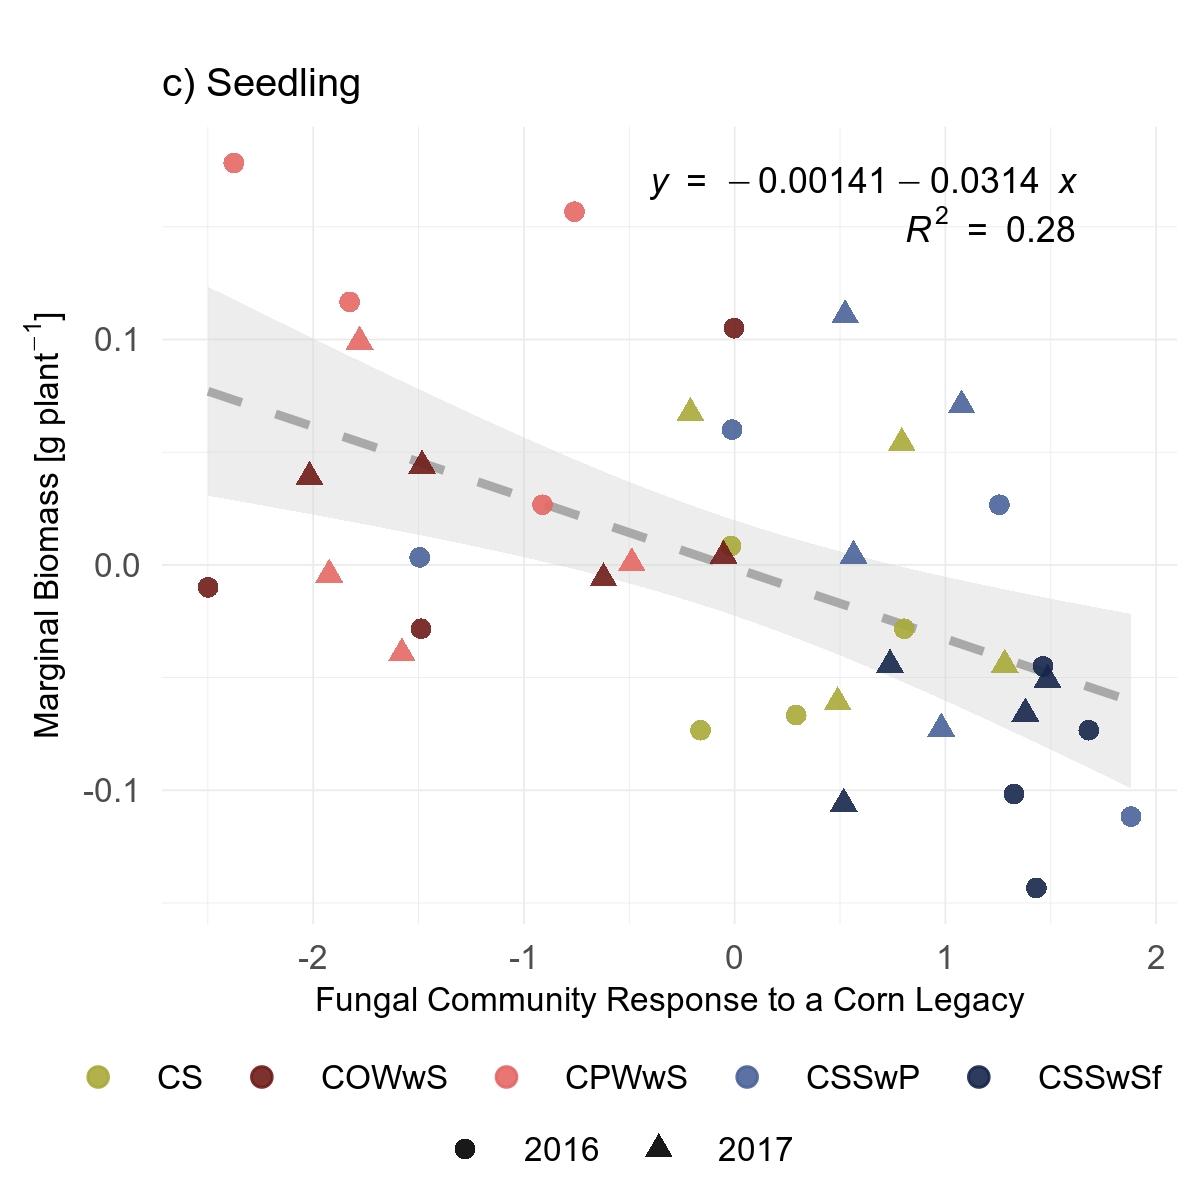 c) Seedling
y = −0.00141 − 0.0314 x
R² = 0.28
Marginal Biomass [g plant⁻¹]
0.1
0.0
-0.1
-2 -1 0 1 2
Fungal Community Response to a Corn Legacy
CS COWwS CPWwS CSSwP CSSwSf
2016 2017